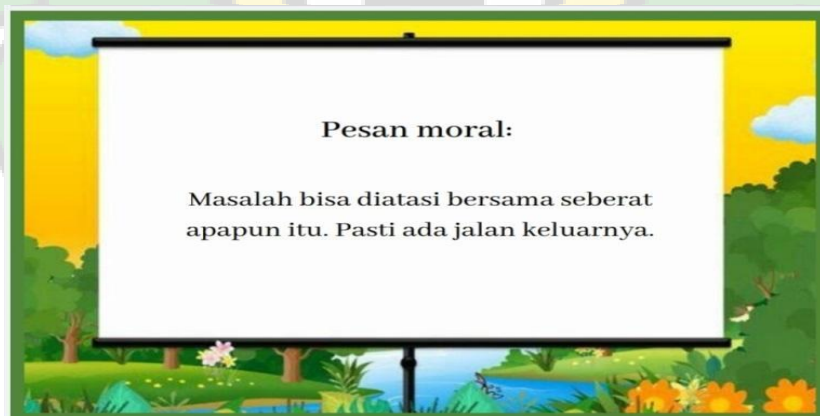 Pesan moral:
Masalah bisa diatasi bersama seberat
apapun itu. Pasti ada jalan keluarnya.